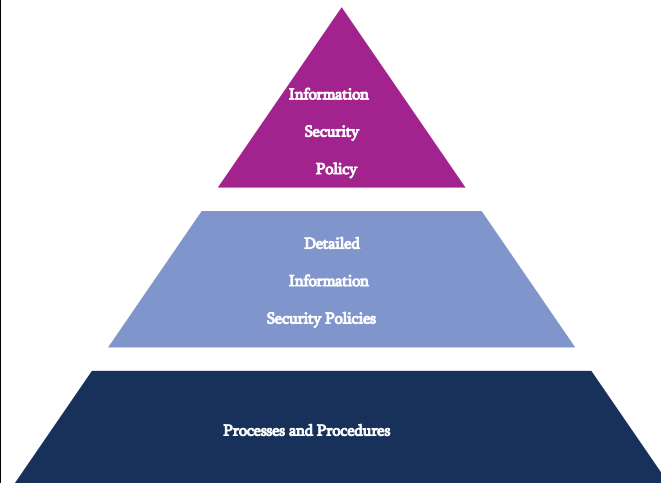 Information
Security
Policy
Detailed
Information
Security Policies
Processes and Procedures